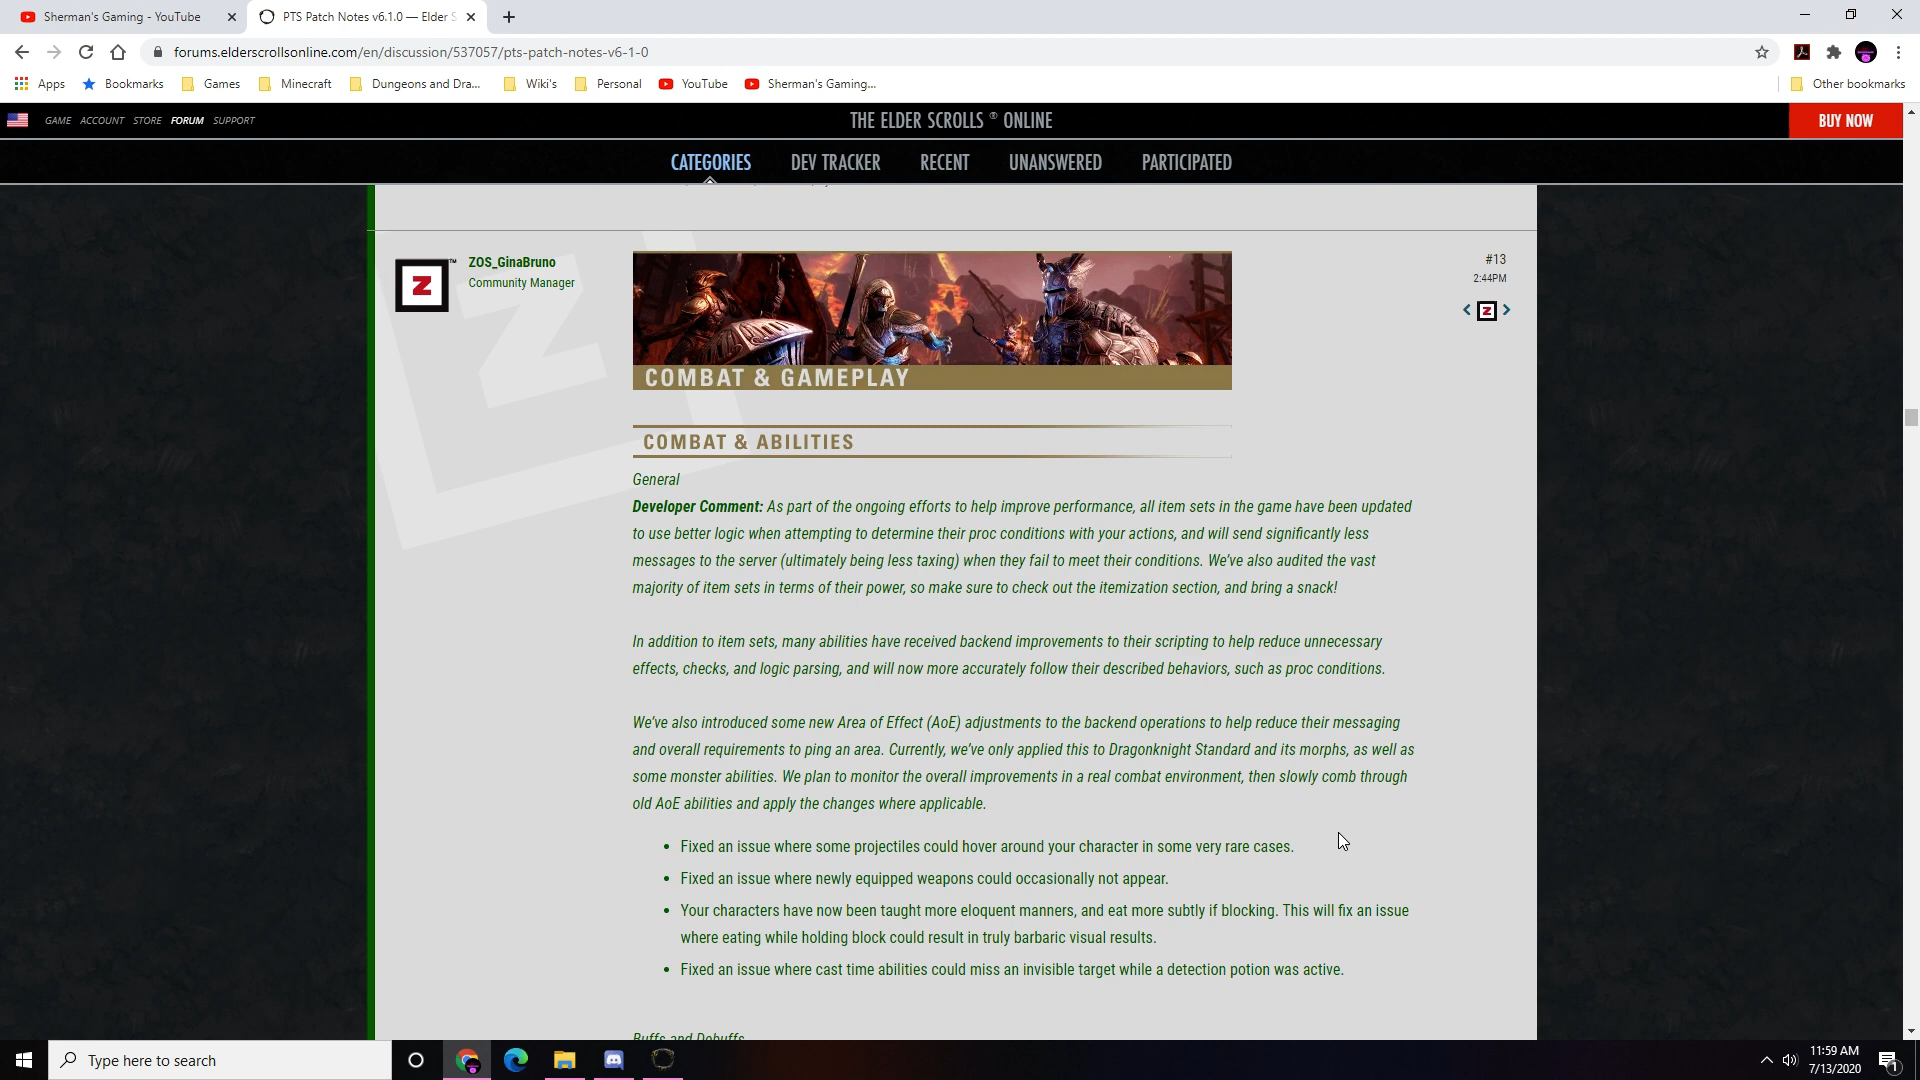 Sherman's Gaming - YouTube
PTS Patch Notes v6.1.0 — Elder S
forums.elderscrollsonline.com/en/discussion/537057/pts-patch-notes-v6-1-0
Apps Bookmarks Games Minecraft Dungeons and Dra... Wiki's Personal YouTube Sherman's Gaming... Other bookmarks
GAME ACCOUNT STORE FORUM SUPPORT
THE ELDER SCROLLS ® ONLINE
BUY NOW
CATEGORIES DEV TRACKER RECENT UNANSWERED PARTICIPATED
Z ™
ZOS_GinaBruno
Community Manager
#13
2:44PM
< Z >
COMBAT & GAMEPLAY
COMBAT & ABILITIES
General
Developer Comment: As part of the ongoing efforts to help improve performance, all item sets in the game have been updated
to use better logic when attempting to determine their proc conditions with your actions, and will send significantly less
messages to the server (ultimately being less taxing) when they fail to meet their conditions. We've also audited the vast
majority of item sets in terms of their power, so make sure to check out the itemization section, and bring a snack!
In addition to item sets, many abilities have received backend improvements to their scripting to help reduce unnecessary
effects, checks, and logic parsing, and will now more accurately follow their described behaviors, such as proc conditions.
We've also introduced some new Area of Effect (AoE) adjustments to the backend operations to help reduce their messaging
and overall requirements to ping an area. Currently, we've only applied this to Dragonknight Standard and its morphs, as well as
some monster abilities. We plan to monitor the overall improvements in a real combat environment, then slowly comb through
old AoE abilities and apply the changes where applicable.
• Fixed an issue where some projectiles could hover around your character in some very rare cases.
• Fixed an issue where newly equipped weapons could occasionally not appear.
• Your characters have now been taught more eloquent manners, and eat more subtly if blocking. This will fix an issue
where eating while holding block could result in truly barbaric visual results.
• Fixed an issue where cast time abilities could miss an invisible target while a detection potion was active.
Buffs and Debuffs
Type here to search
11:59 AM
7/13/2020
1